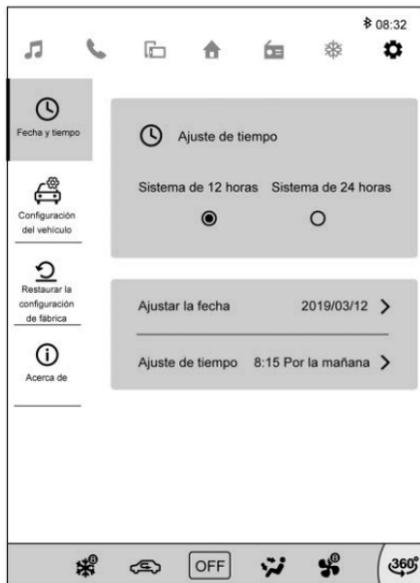 08:32
Fecha y tiempo
Ajuste de tiempo
Sistema de 12 horas Sistema de 24 horas
Configuración
del vehículo
Restaurar la
configuración
de fábrica
Ajustar la fecha 2019/03/12
Ajuste de tiempo 8:15 Por la mañana
Acerca de
OFF
360°